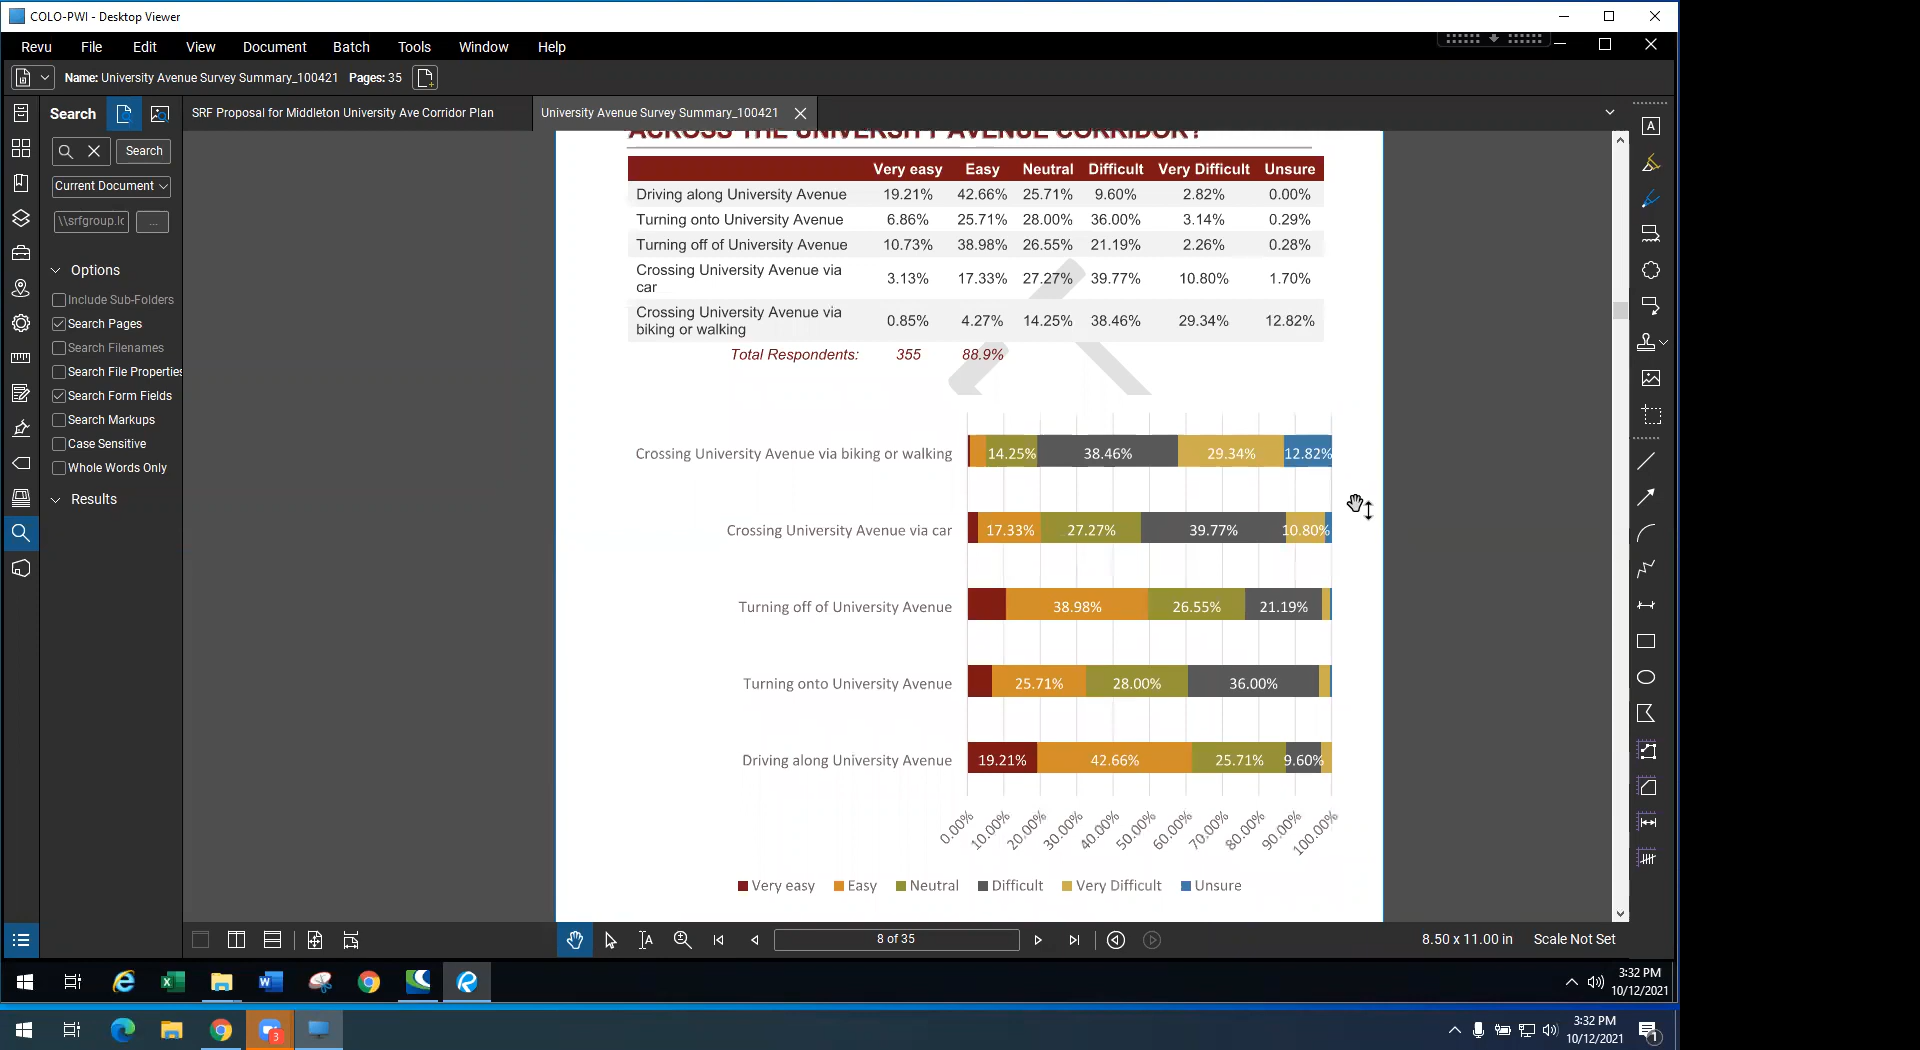 COLO-PWI - Desktop Viewer
Revu File Edit View Document Batch Tools Window Help
Name: University Avenue Survey Summary_100421 Pages: 35
Search
SRF Proposal for Middleton University Ave Corridor Plan
University Avenue Survey Summary_100421
Search
Current Document
\\srfgroup.lc
...
Options
Include Sub-Folders
Search Pages
Search Filenames
Search File Properties
Search Form Fields
Search Markups
Case Sensitive
Whole Words Only
Results
ACROSS THE UNIVERSITY AVENUE CORRIDOR?
Very easy Easy Neutral Difficult Very Difficult Unsure
Driving along University Avenue 19.21% 42.66% 25.71% 9.60% 2.82% 0.00%
Turning onto University Avenue 6.86% 25.71% 28.00% 36.00% 3.14% 0.29%
Turning off of University Avenue 10.73% 38.98% 26.55% 21.19% 2.26% 0.28%
Crossing University Avenue via
car 3.13% 17.33% 27.27% 39.77% 10.80% 1.70%
Crossing University Avenue via
biking or walking 0.85% 4.27% 14.25% 38.46% 29.34% 12.82%
Total Respondents: 355 88.9%
Crossing University Avenue via biking or walking 14.25% 38.46% 29.34% 12.82%
Crossing University Avenue via car 17.33% 27.27% 39.77% 10.80%
Turning off of University Avenue 38.98% 26.55% 21.19%
Turning onto University Avenue 25.71% 28.00% 36.00%
Driving along University Avenue 19.21% 42.66% 25.71% 9.60%
0.00% 10.00% 20.00% 30.00% 40.00% 50.00% 60.00% 70.00% 80.00% 90.00% 100.00%
Very easy Easy Neutral Difficult Very Difficult Unsure
8 of 35
8.50 x 11.00 in Scale Not Set
3:32 PM
10/12/2021
3:32 PM
10/12/2021
3
1